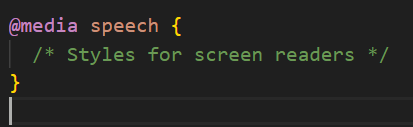 @media speech {
  /* Styles for screen readers */
}